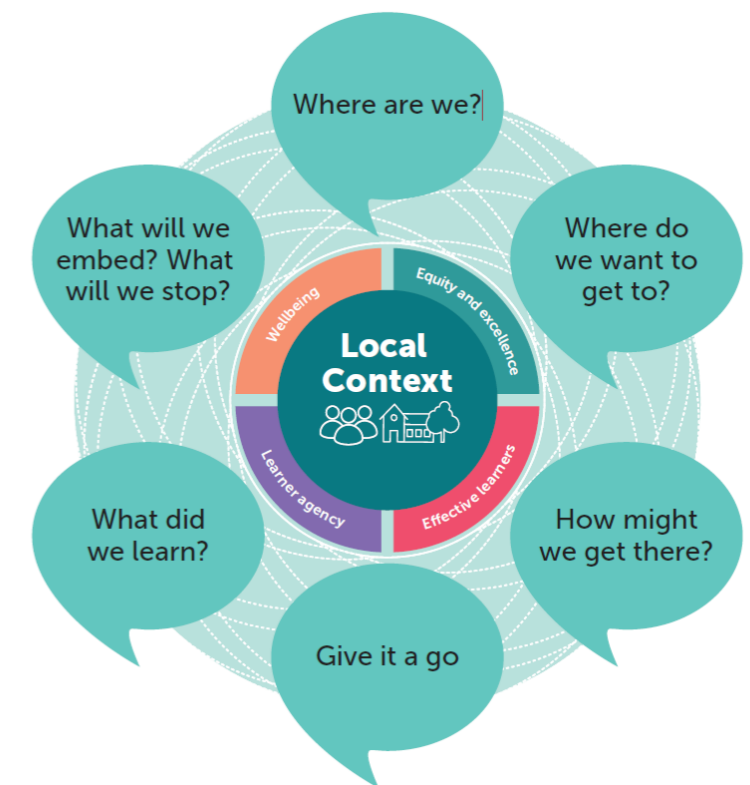 Where are we?
Where do
we want to
get to?
How might
we get there?
Give it a go
What did
we learn?
What will we
embed? What
will we stop?
Wellbeing
Equity and excellence
Effective learners
Learner agency
Local
Context